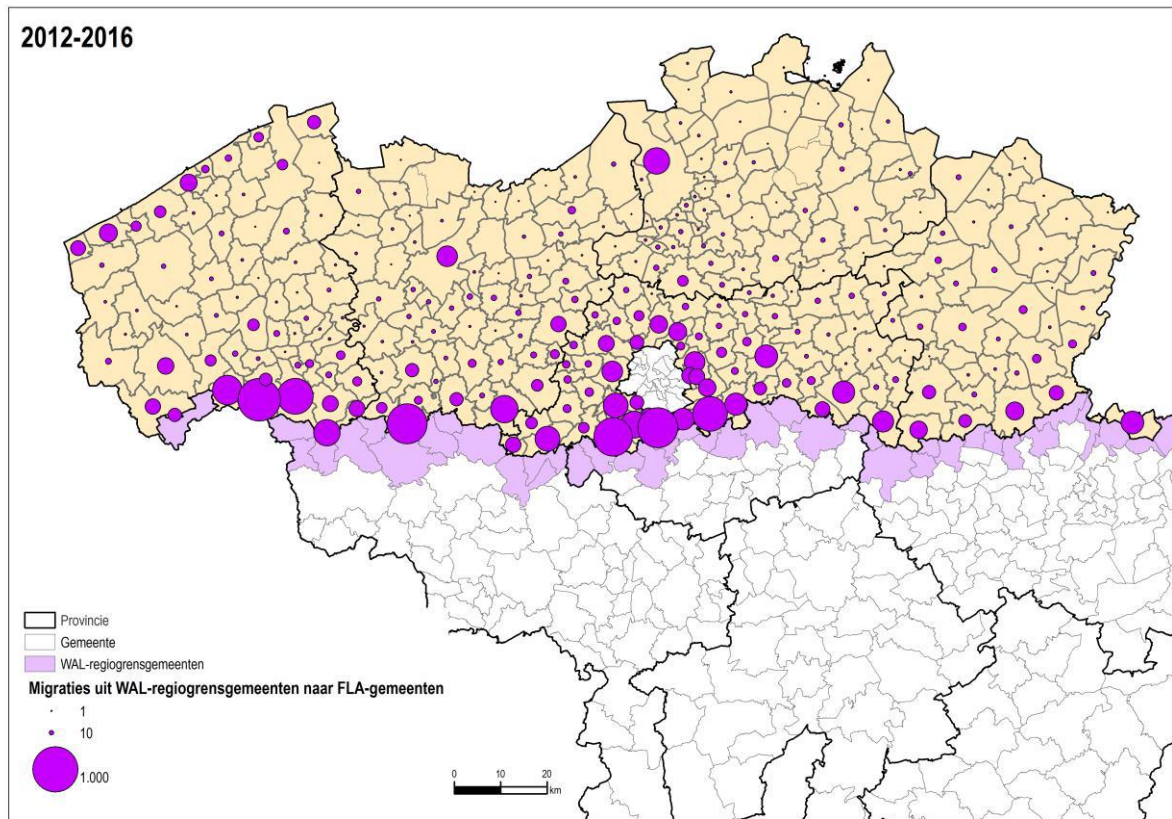 2012-2016
Provincie
Gemeente
WAL-regiogrensgemeenten
Migraties uit WAL-regiogrensgemeenten naar FLA-gemeenten
1
10
1.000
0 10 20
km